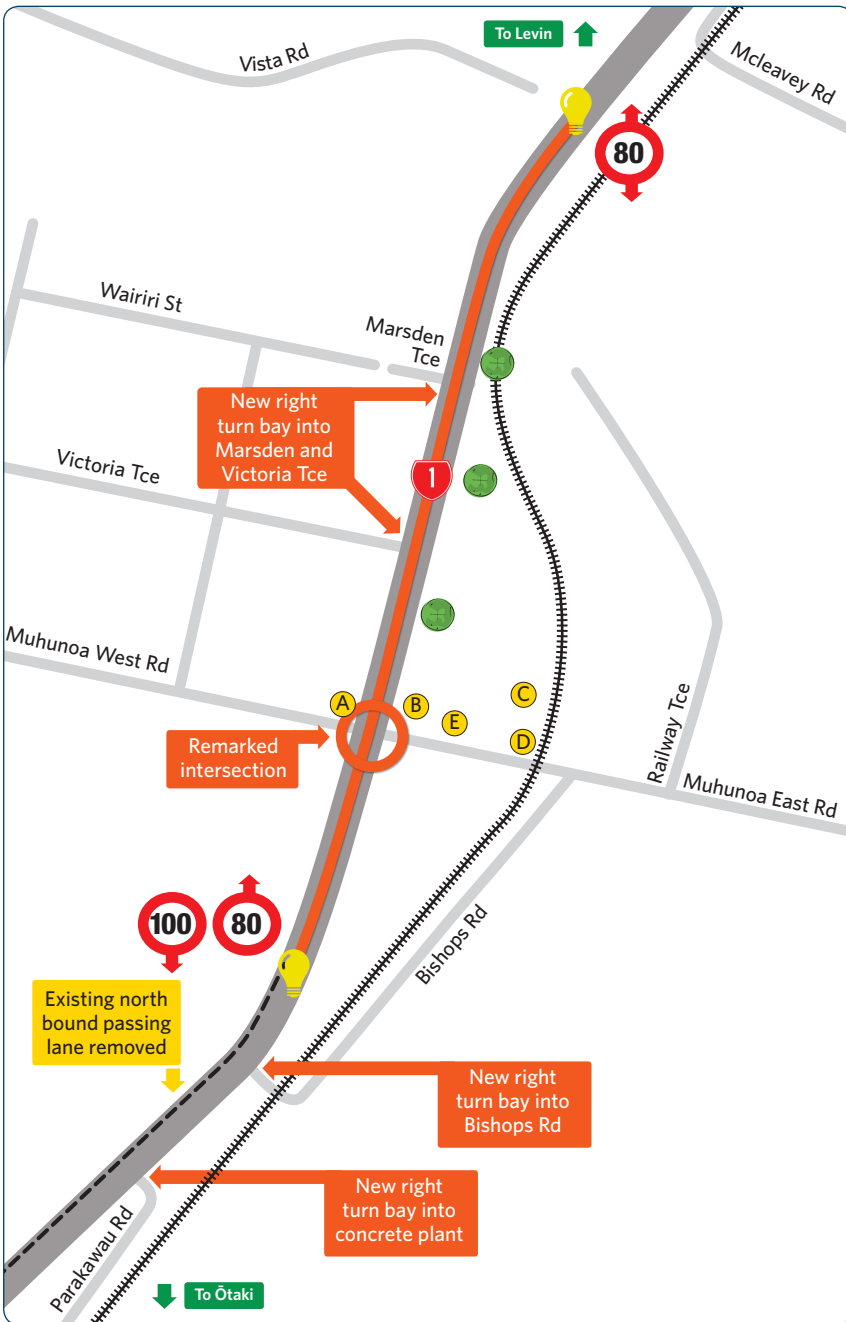 To Levin
Vista Rd
Mcleavey Rd
80
Wairiri St
Marsden
Tce
New right
turn bay into
Marsden and
Victoria Tce
Victoria Tce
1
Muhunoa West Rd
A
B
C
E
D
Remarked
intersection
Railway Tce
Muhunoa East Rd
100
80
Bishops Rd
Existing north
bound passing
lane removed
New right
turn bay into
Bishops Rd
New right
turn bay into
concrete plant
Parakawau Rd
To Ōtaki